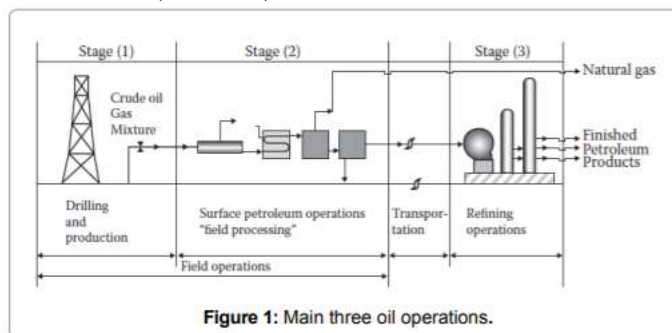 Stage (1)
Stage (2)
Stage (3)
Natural gas
Crude oil
Gas
Mixture
Finished
Petroleum
Products
Drilling
and
production
Surface petroleum operations
"field processing"
Transpor-
tation
Refining
operations
Field operations
Figure 1: Main three oil operations.